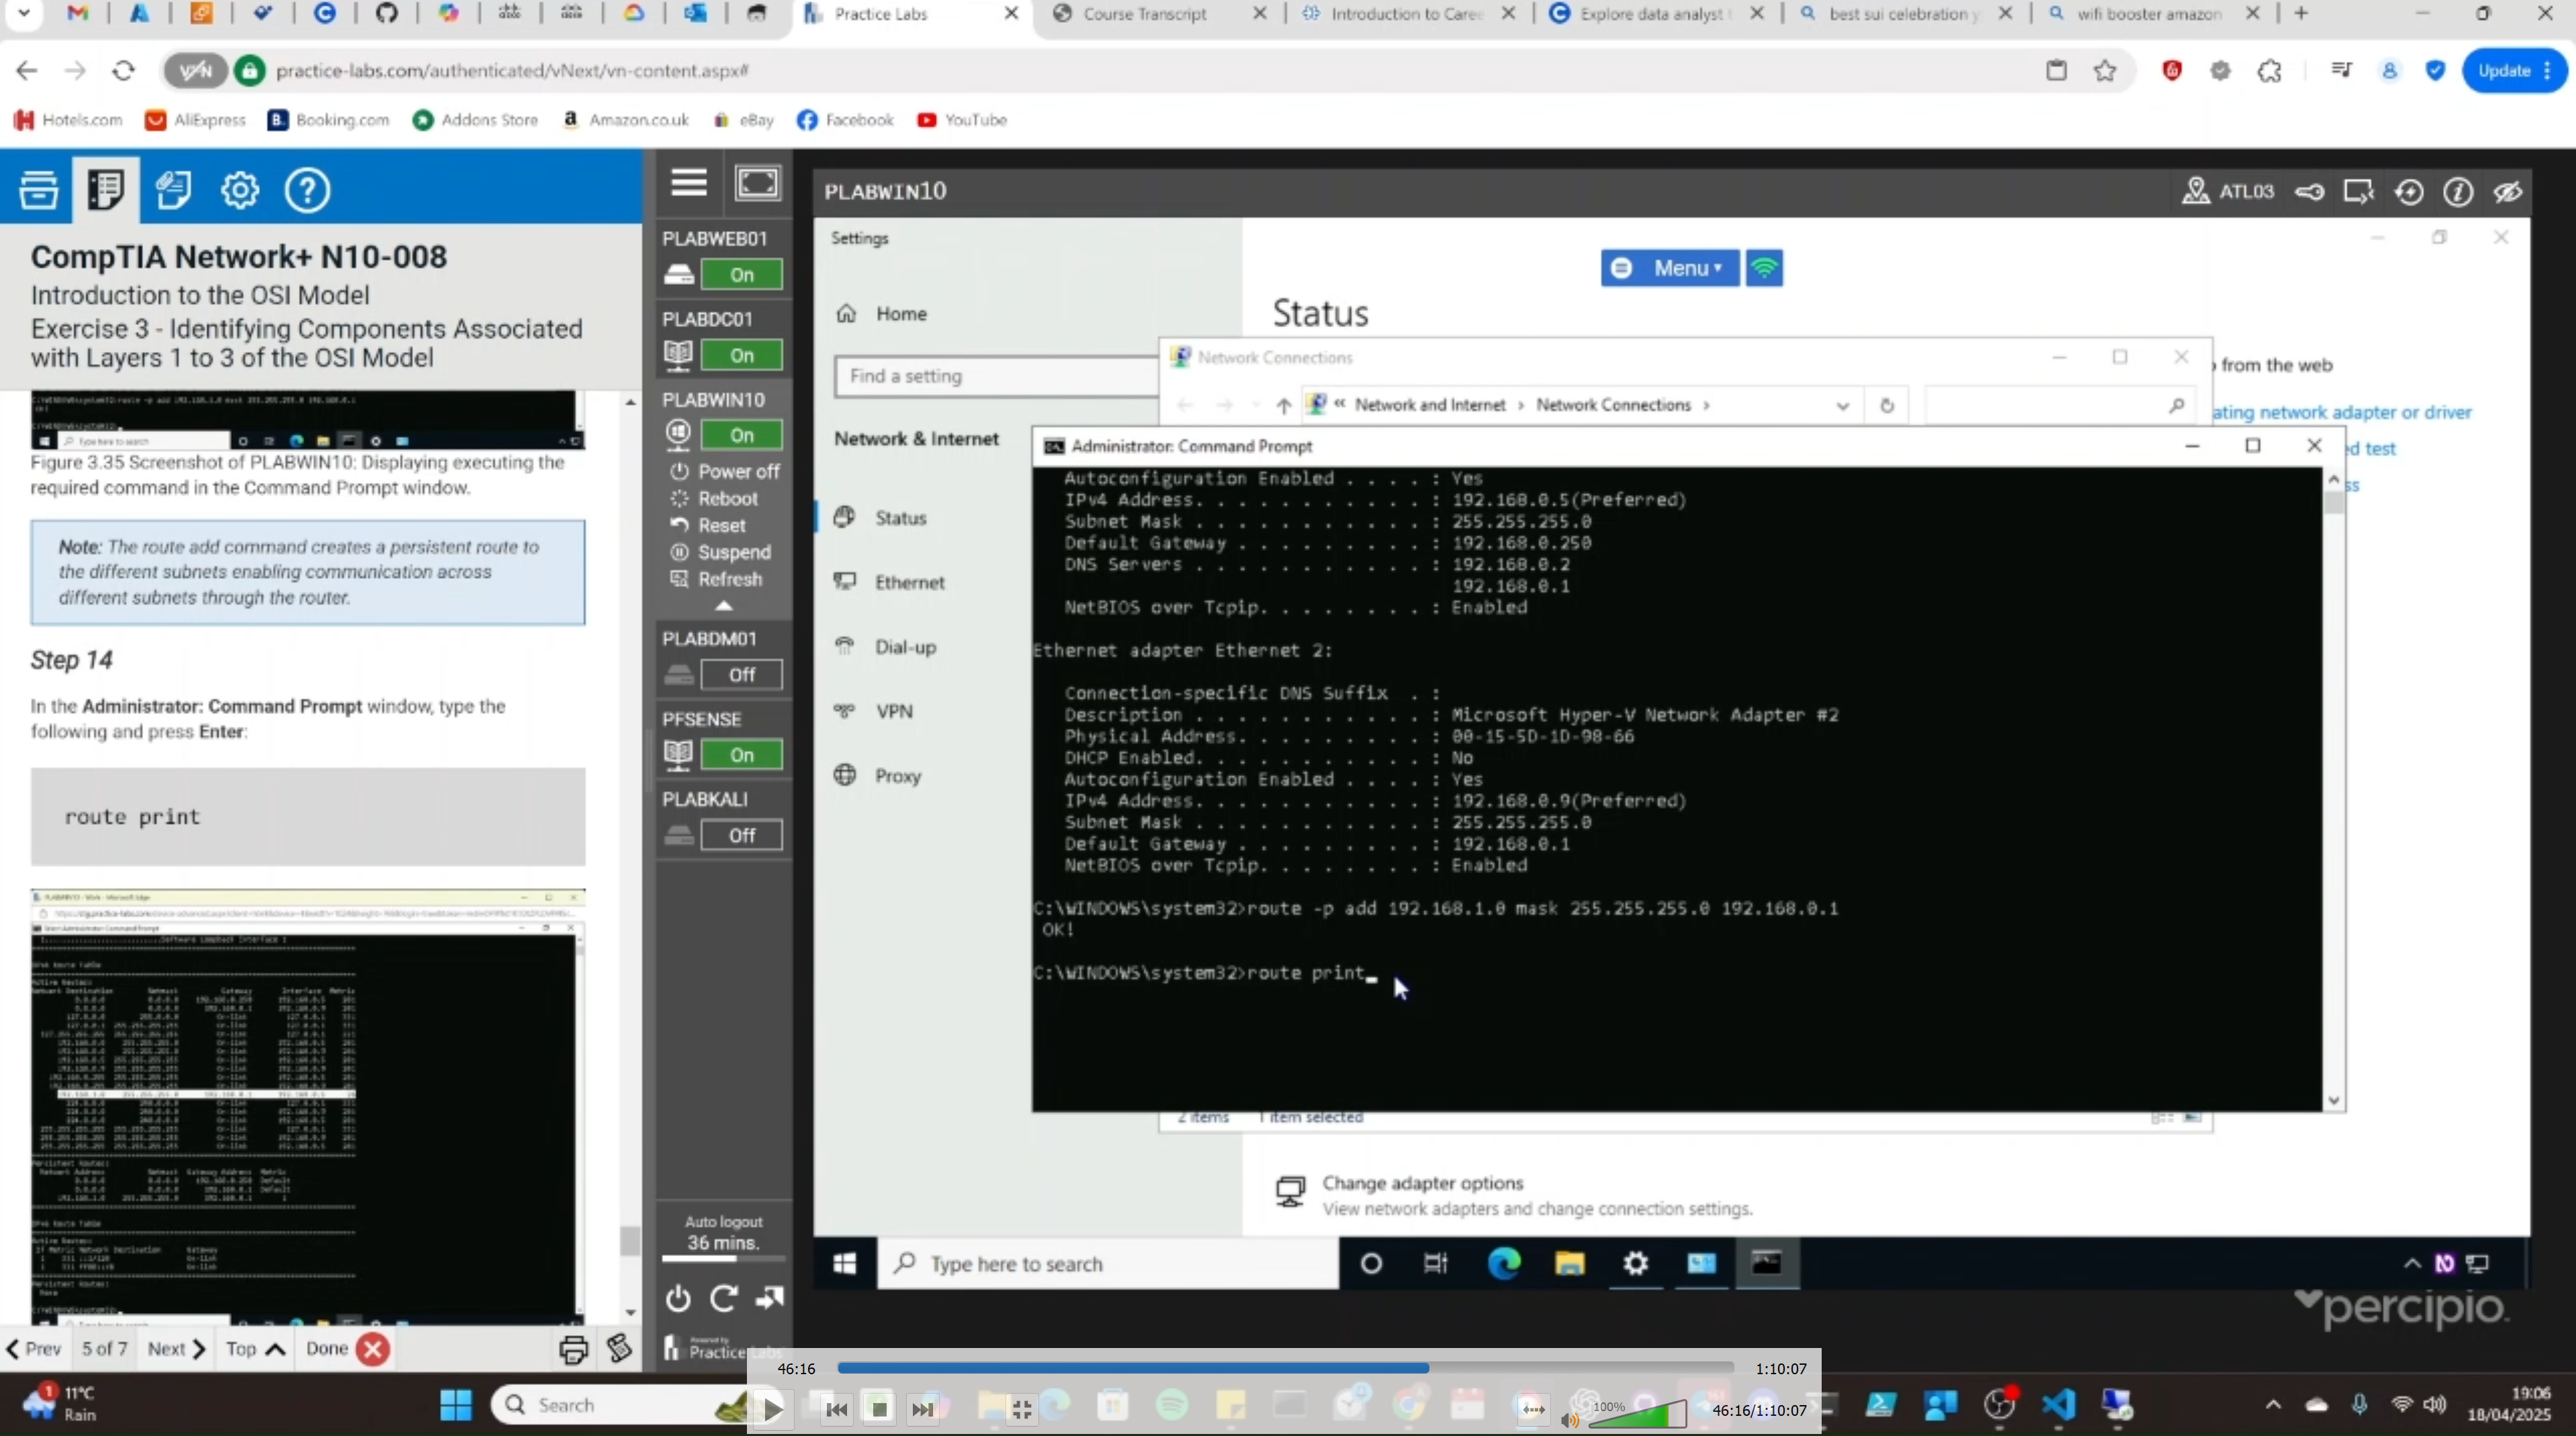 Practice Labs
Course Transcript
Introduction to Caree
Explore data analyst
best sui celebration y
wifi booster amazon
VPN
practice-labs.com/authenticated/vNext/vn-content.aspx#
Update
Hotels.com
AliExpress
Booking.com
Addons Store
Amazon.co.uk
eBay
Facebook
YouTube
CompTIA Network+ N10-008
Introduction to the OSI Model
Exercise 3 - Identifying Components Associated
with Layers 1 to 3 of the OSI Model
Type here to search
Figure 3.35 Screenshot of PLABWIN10: Displaying executing the
required command in the Command Prompt window.
Note: The route add command creates a persistent route to
the different subnets enabling communication across
different subnets through the router.
Step 14
In the Administrator: Command Prompt window, type the
following and press Enter:
route print
Prev
5 of 7
Next
Top
Done
PLABWEB01
On
PLABDC01
On
PLABWIN10
On
Power off
Reboot
Reset
Suspend
Refresh
PLABDM01
Off
PFSENSE
On
PLABKALI
Off
Auto logout
36 mins.
Powered by
Practice Labs
PLABWIN10
ATL03
Settings
Home
Find a setting
Network & Internet
Status
Ethernet
Dial-up
VPN
Proxy
Menu
Status
from the web
ating network adapter or driver
d test
ss
Network Connections
« Network and Internet › Network Connections ›
Administrator: Command Prompt
Autoconfiguration Enabled . . . . : Yes
IPv4 Address. . . . . . . . . . . : 192.168.0.5(Preferred)
Subnet Mask . . . . . . . . . . . : 255.255.255.0
Default Gateway . . . . . . . . . : 192.168.0.250
DNS Servers . . . . . . . . . . . : 192.168.0.2
192.168.0.1
NetBIOS over Tcpip. . . . . . . . : Enabled
Ethernet adapter Ethernet 2:
Connection-specific DNS Suffix  . :
Description . . . . . . . . . . . : Microsoft Hyper-V Network Adapter #2
Physical Address. . . . . . . . . : 00-15-5D-1D-98-66
DHCP Enabled. . . . . . . . . . . : No
Autoconfiguration Enabled . . . . : Yes
IPv4 Address. . . . . . . . . . . : 192.168.0.9(Preferred)
Subnet Mask . . . . . . . . . . . : 255.255.255.0
Default Gateway . . . . . . . . . : 192.168.0.1
NetBIOS over Tcpip. . . . . . . . : Enabled
C:\WINDOWS\system32>route -p add 192.168.1.0 mask 255.255.255.0 192.168.0.1
OK!
C:\WINDOWS\system32>route print
2 items
1 item selected
Change adapter options
View network adapters and change connection settings.
Type here to search
percipio.
46:16
1:10:07
100%
46:16/1:10:07
1
11°C
Rain
Search
19:06
18/04/2025